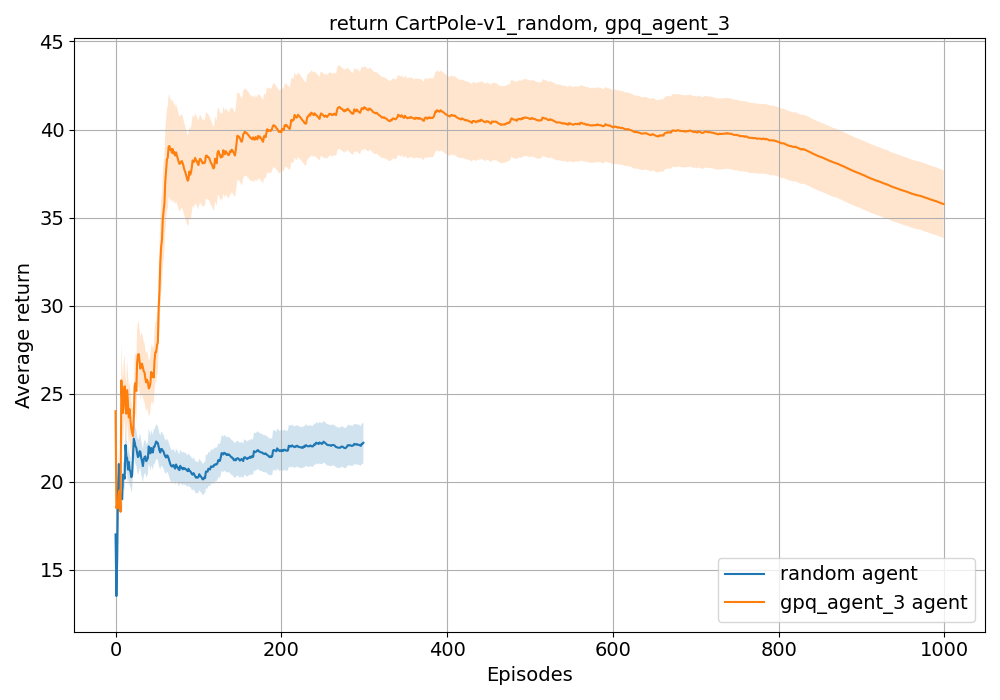 return CartPole-v1_random, gpq_agent_3
45
40
35
30
25
20
15
Average return
0 200 400 600 800 1000
Episodes
random agent
gpq_agent_3 agent